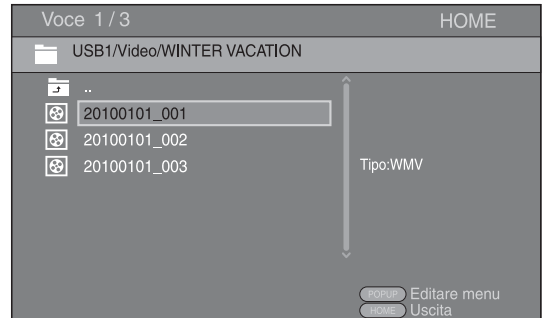 Voce 1/3 HOME
USB1/Video/WINTER VACATION
..
20100101_001
20100101_002
20100101_003
Tipo:WMV
POPUP Editare menu
HOME Uscita